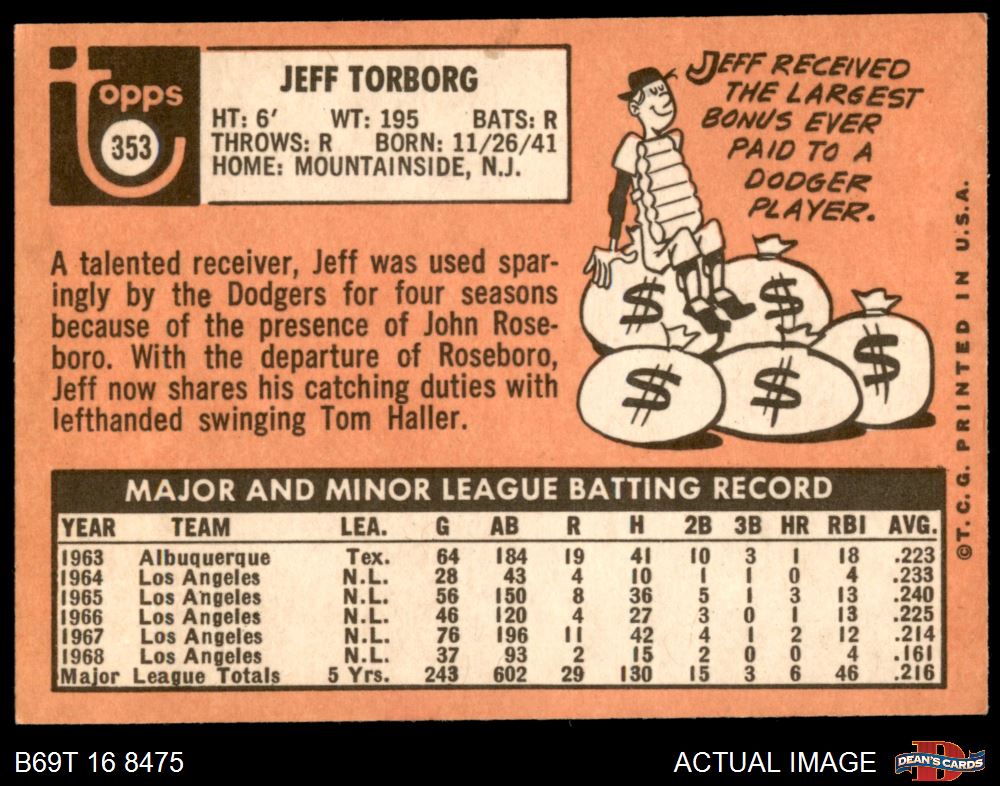 topps
353
JEFF TORBORG
HT: 6' WT: 195 BATS: R
THROWS: R BORN: 11/26/41
HOME: MOUNTAINSIDE, N.J.
JEFF RECEIVED
THE LARGEST
BONUS EVER
PAID TO A
DODGER
PLAYER.
A talented receiver, Jeff was used spar-
ingly by the Dodgers for four seasons
because of the presence of John Rose-
boro. With the departure of Roseboro,
Jeff now shares his catching duties with
lefthanded swinging Tom Haller.
$ $ $
$ $
©T.C.G. PRINTED IN U.S.A.
MAJOR AND MINOR LEAGUE BATTING RECORD
YEAR TEAM LEA. G AB R H 2B 3B HR RBI AVG.
1963 Albuquerque Tex. 64 184 19 41 10 3 1 18 .223
1964 Los Angeles N.L. 28 43 4 10 1 1 0 4 .233
1965 Los Angeles N.L. 56 150 8 36 5 1 3 13 .240
1966 Los Angeles N.L. 46 120 4 27 3 0 1 13 .225
1967 Los Angeles N.L. 76 196 11 42 4 1 2 12 .214
1968 Los Angeles N.L. 37 93 2 15 2 0 0 4 .161
Major League Totals 5 Yrs. 243 602 29 130 15 3 6 46 .216
B69T 16 8475
ACTUAL IMAGE
D
DEAN'S CARDS